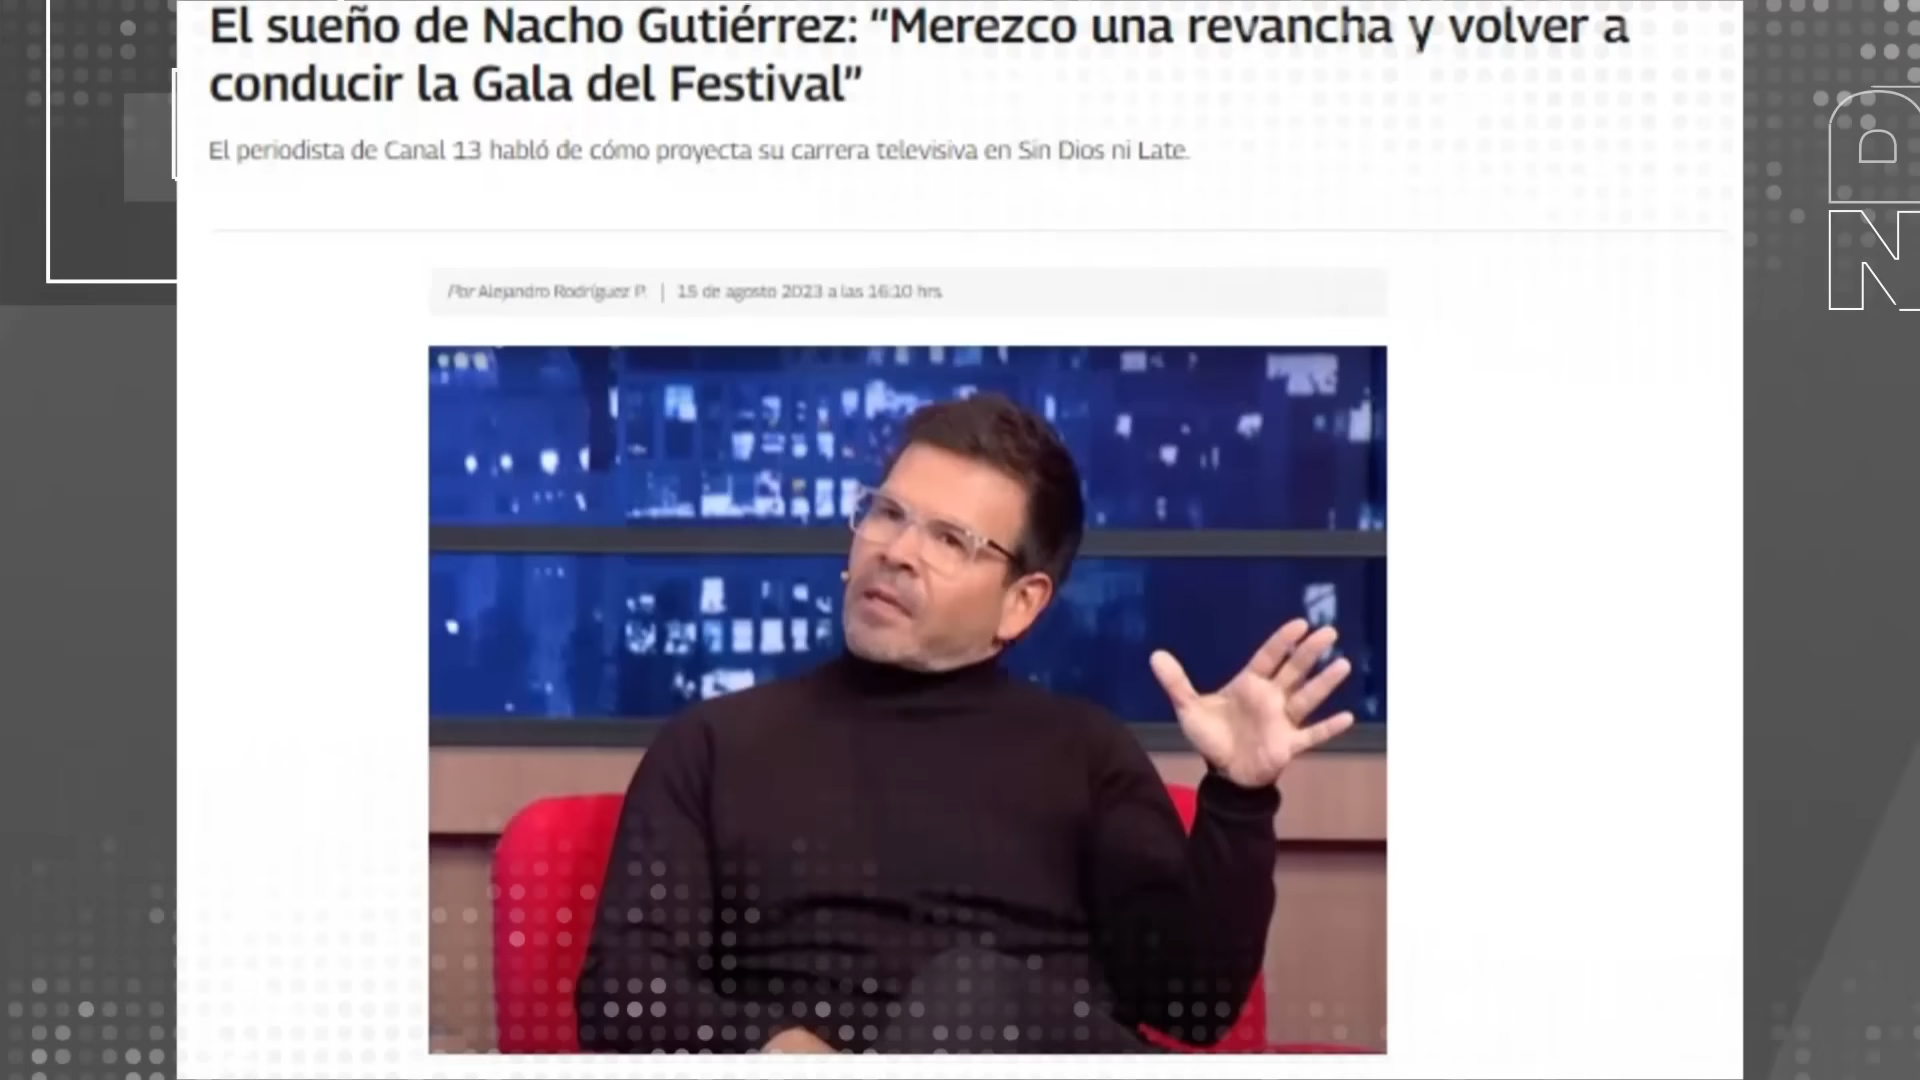 El sueño de Nacho Gutiérrez: “Merezco una revancha y volver a
conducir la Gala del Festival”
El periodista de Canal 13 habló de cómo proyecta su carrera televisiva en Sin Dios ni Late.
Por Alejandro Rodríguez P. | 15 de agosto 2023 a las 16:10 hrs